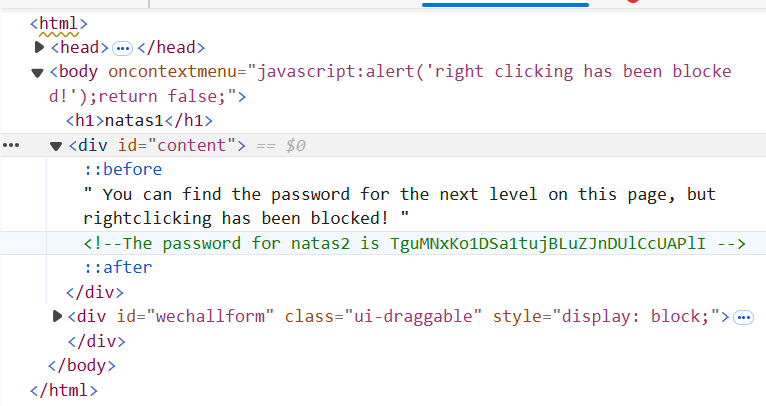 <html>
<head> ... </head>
<body oncontextmenu="javascript:alert('right clicking has been blocke
d!');return false;">
<h1>natas1</h1>
... <div id="content"> == $0
::before
" You can find the password for the next level on this page, but
rightclicking has been blocked! "
<!--The password for natas2 is TguMNxKo1DSa1tujBLuZJnDUlCcUAPlI -->
::after
</div>
<div id="wechallform" class="ui-draggable" style="display: block;"> ...
</div>
</body>
</html>